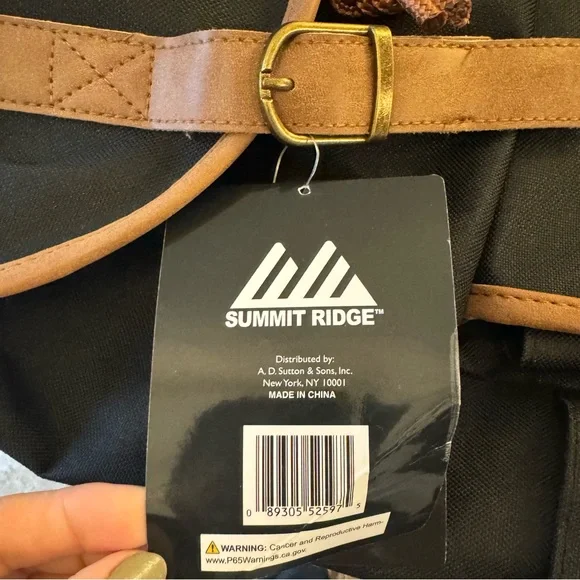 SUMMIT RIDGE™
Distributed by:
A. D. Sutton & Sons, Inc.
New York, NY 10001
MADE IN CHINA
0 89305 52597 5
WARNING: Cancer and Reproductive Harm-
www.P65Warnings.ca.gov.